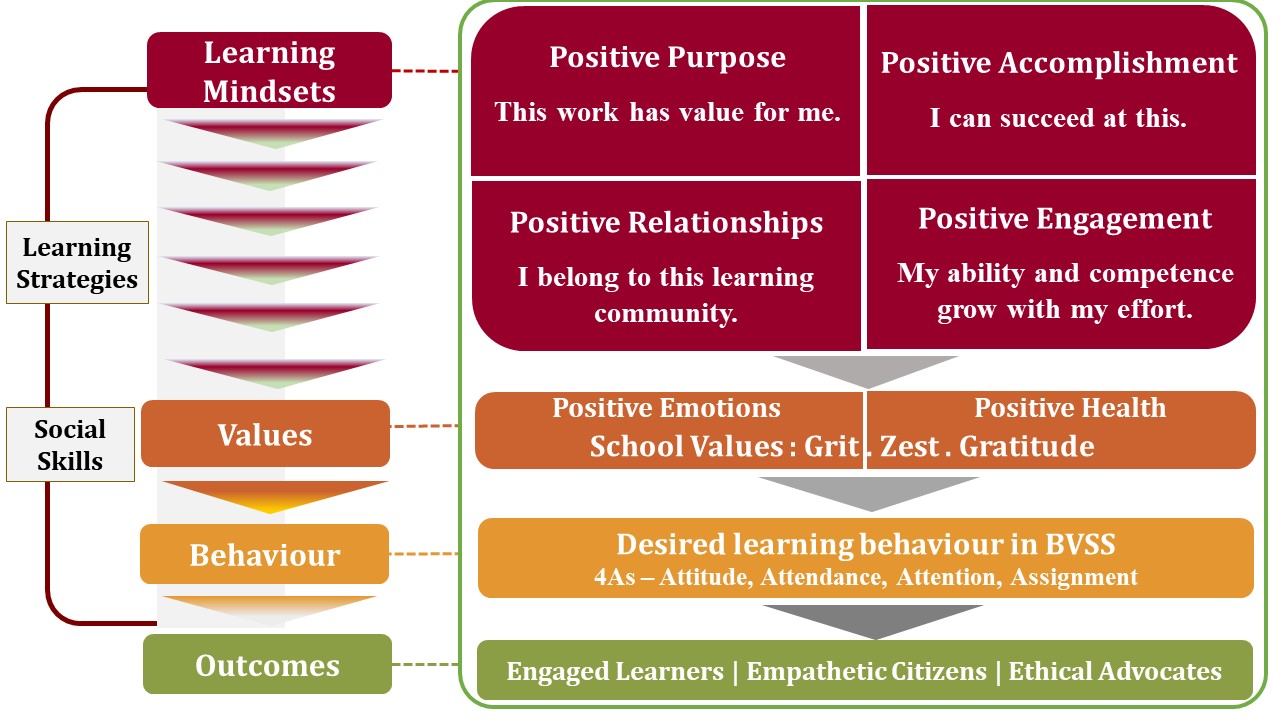 Learning
Mindsets
Learning
Strategies
Social
Skills
Values
Behaviour
Outcomes
Positive Purpose
This work has value for me.
Positive Accomplishment
I can succeed at this.
Positive Relationships
I belong to this learning
community.
Positive Engagement
My ability and competence
grow with my effort.
Positive Emotions
Positive Health
School Values : Grit . Zest . Gratitude
Desired learning behaviour in BVSS
4As – Attitude, Attendance, Attention, Assignment
Engaged Learners | Empathetic Citizens | Ethical Advocates